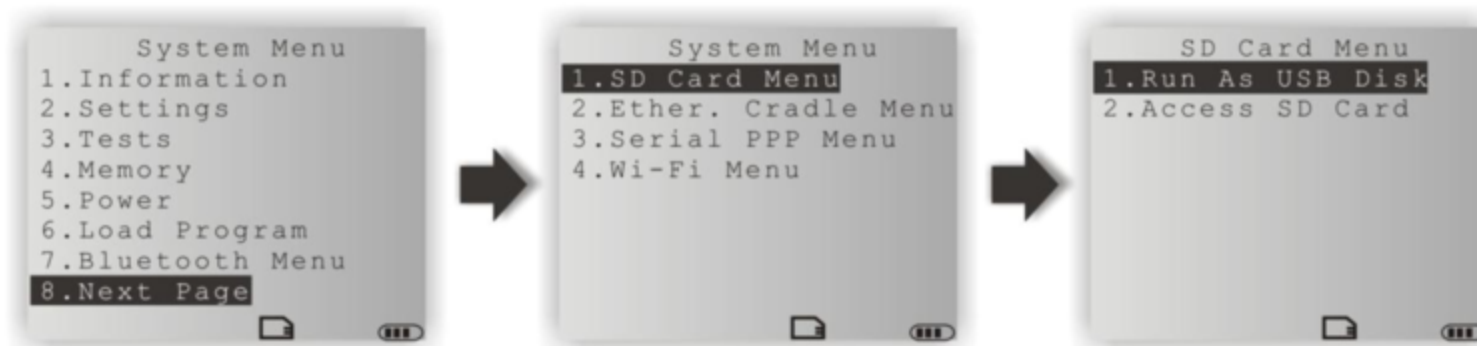 System Menu
1.Information
2.Settings
3.Tests
4.Memory
5.Power
6.Load Program
7.Bluetooth Menu
8.Next Page
System Menu
1.SD Card Menu
2.Ether. Cradle Menu
3.Serial PPP Menu
4.Wi-Fi Menu
SD Card Menu
1.Run As USB Disk
2.Access SD Card